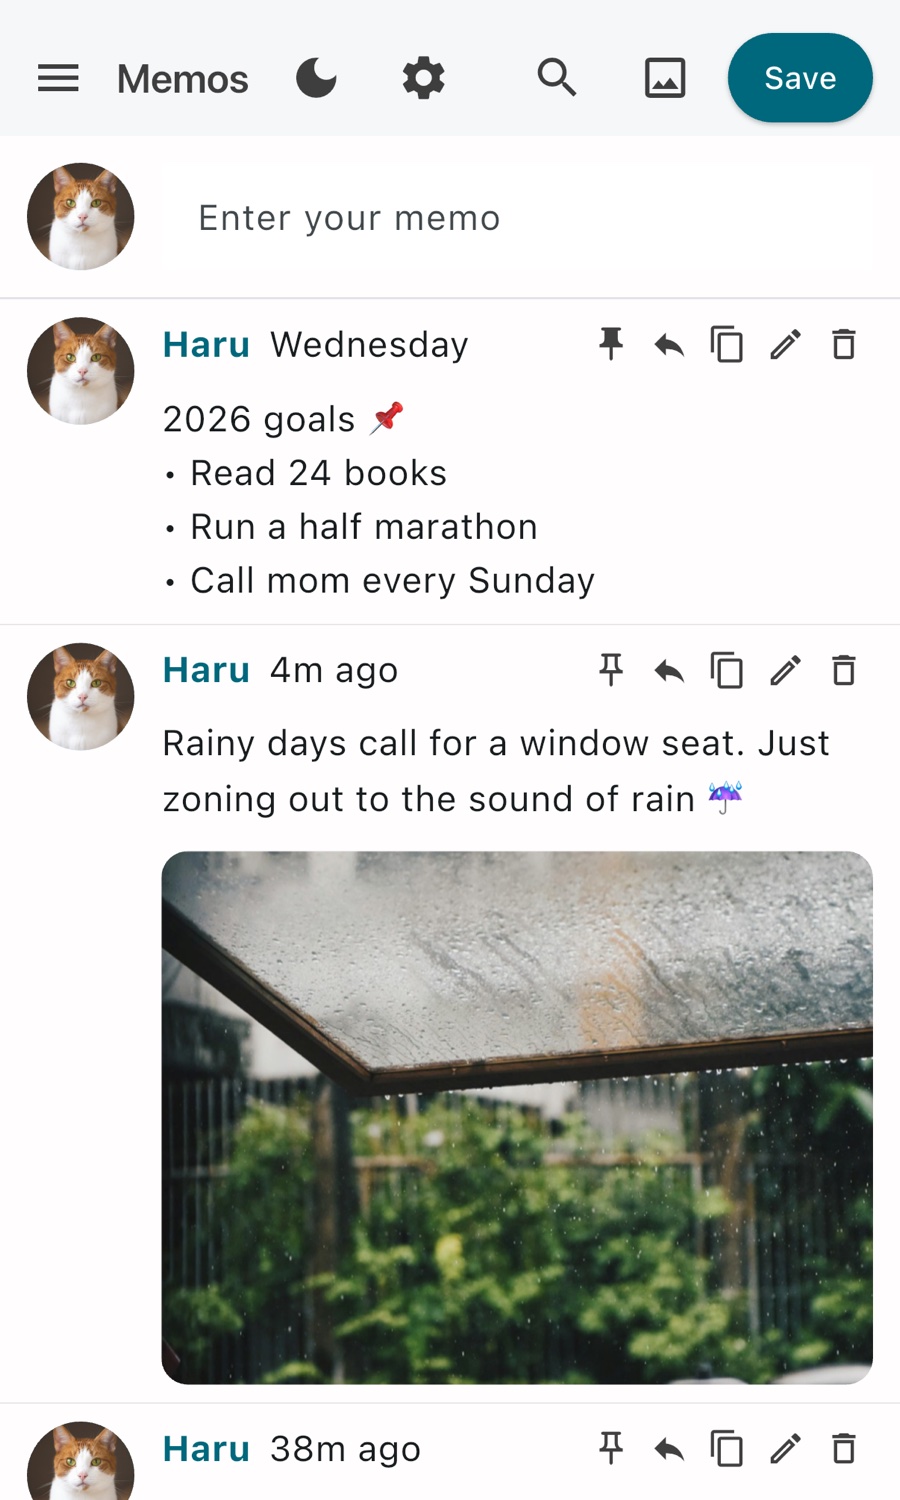 Memos
Save
Enter your memo
Haru Wednesday
2026 goals 📌
• Read 24 books
• Run a half marathon
• Call mom every Sunday
Haru 4m ago
Rainy days call for a window seat. Just
zoning out to the sound of rain ☔
Haru 38m ago